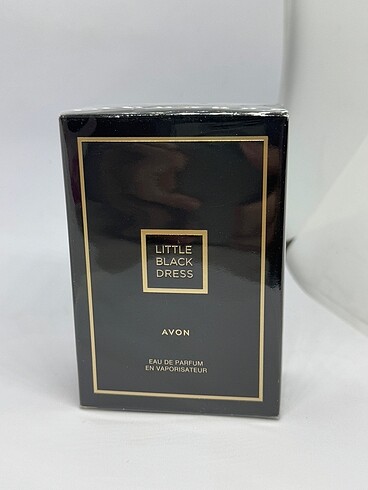 LITTLE
BLACK
DRESS
AVON
EAU DE PARFUM
EN VAPORISATEUR